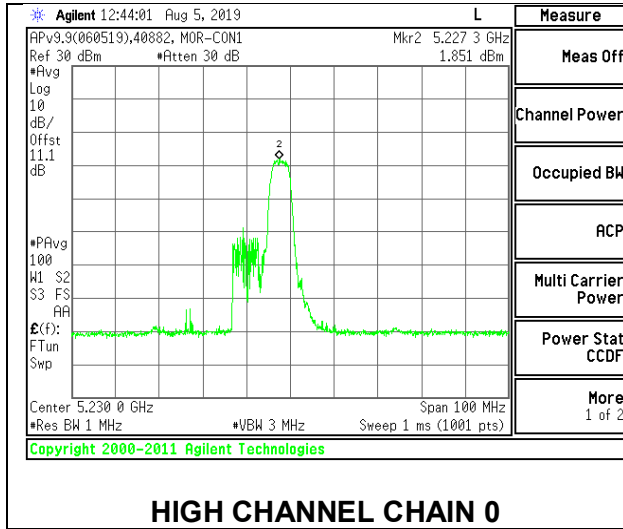 Agilent 12:44:01 Aug 5, 2019 L Measure
APv9.9(060519),40882, MOR-CON1 Mkr2 5.227 3 GHz
Ref 30 dBm #Atten 30 dB 1.851 dBm
#Avg
Log
10
dB/
Offst
11.1
dB
2
#PAvg
100
W1 S2
S3 FS
AA
£(f):
FTun
Swp
Center 5.230 0 GHz Span 100 MHz
#Res BW 1 MHz #VBW 3 MHz Sweep 1 ms (1001 pts)
Copyright 2000-2011 Agilent Technologies
Meas Off
Channel Power
Occupied BW
ACP
Multi Carrier
Power
Power Stat
CCDF
More
1 of 2
HIGH CHANNEL CHAIN 0